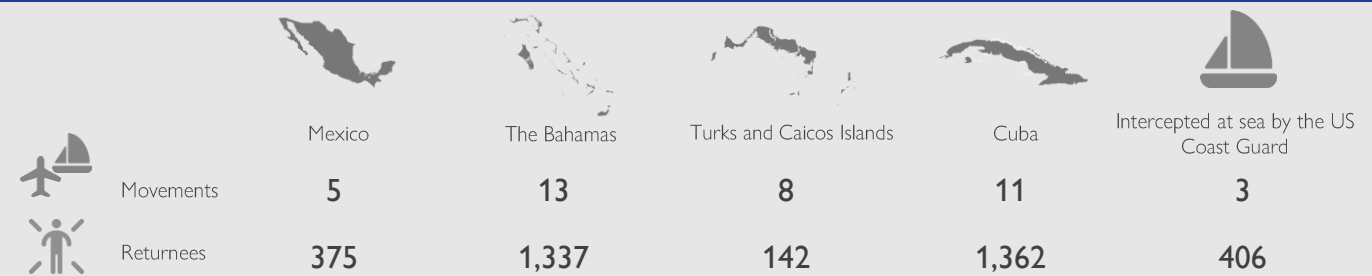 Mexico
The Bahamas
Turks and Caicos Islands
Cuba
Intercepted at sea by the US
Coast Guard
Movements 5 13 8 11 3
Returnees 375 1,337 142 1,362 406